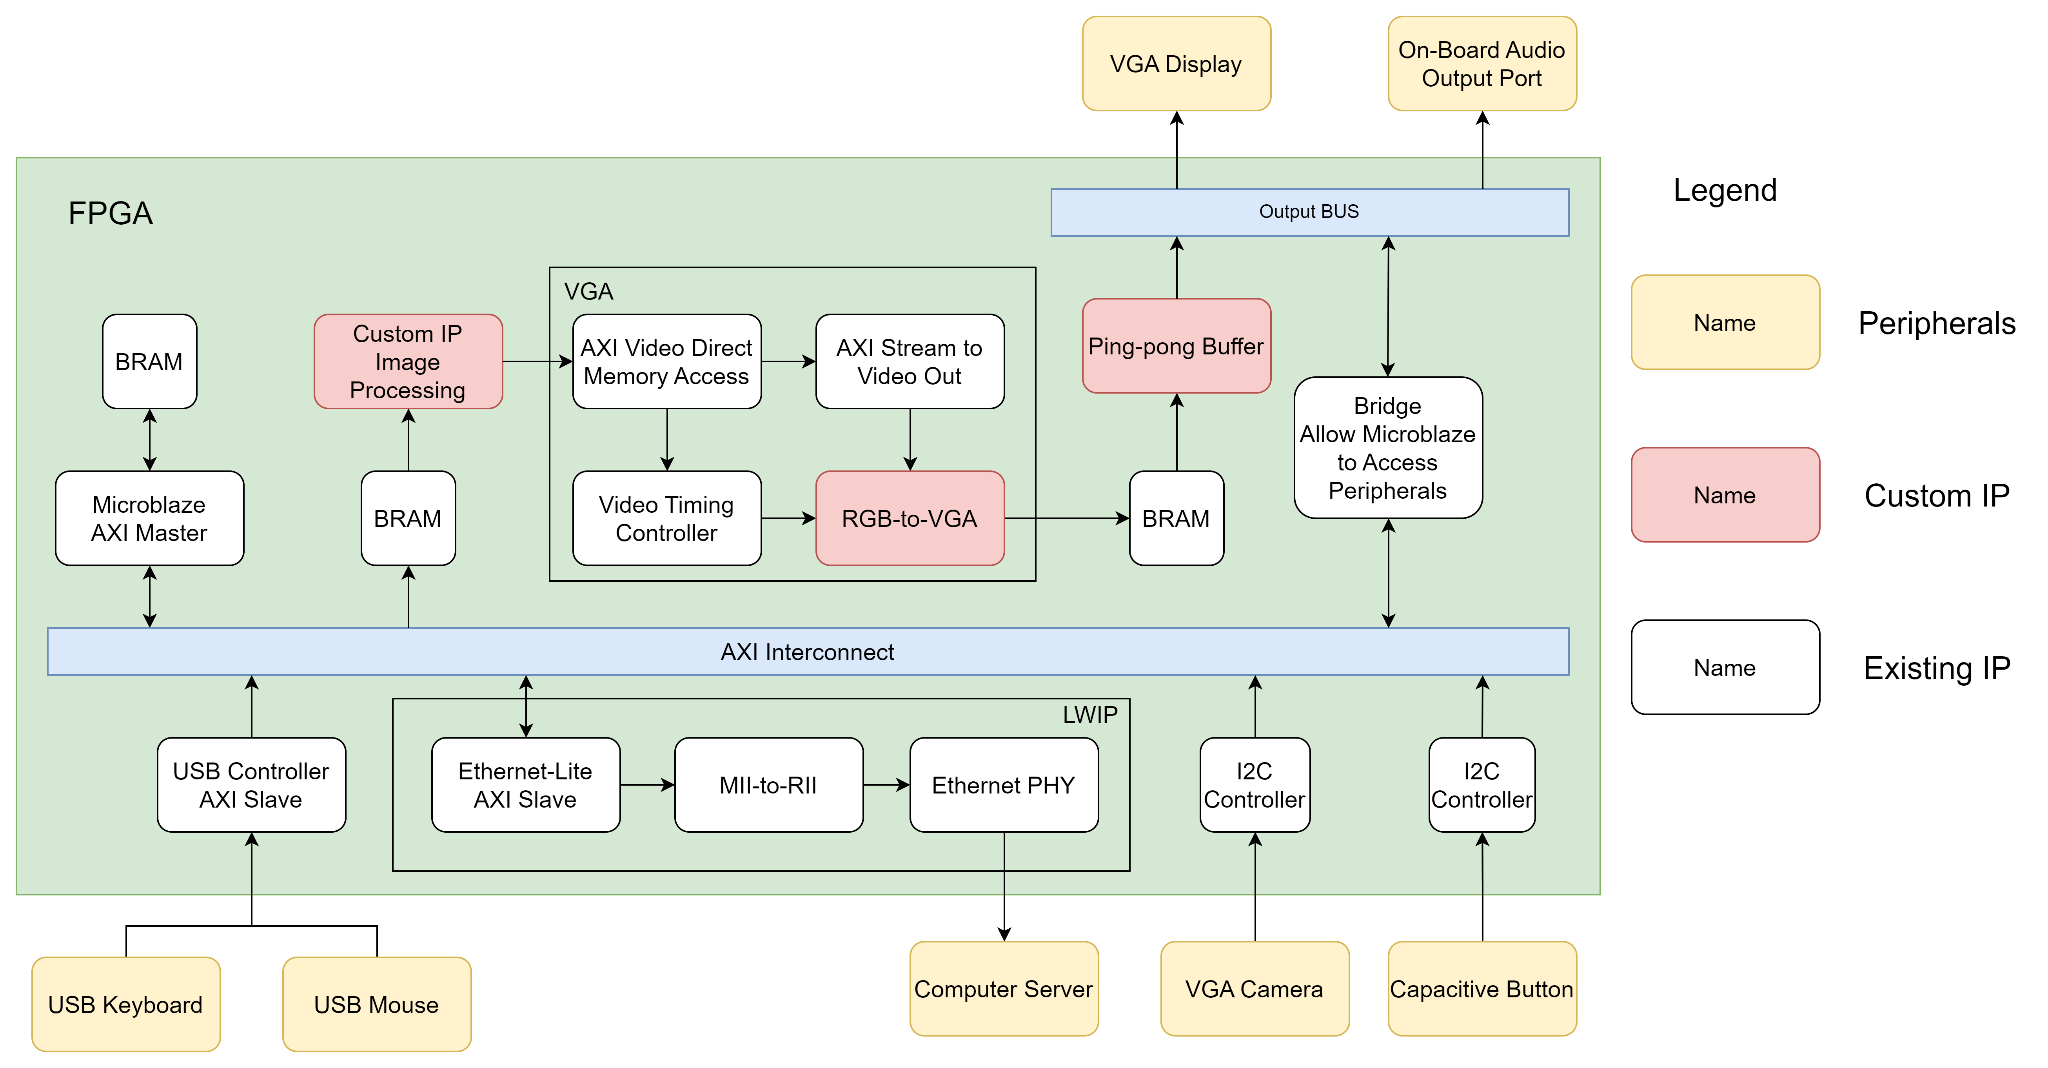 VGA Display
On-Board Audio
Output Port
FPGA
Output BUS
Legend
VGA
BRAM
Custom IP
Image
Processing
AXI Video Direct
Memory Access
AXI Stream to
Video Out
Ping-pong Buffer
Name
Peripherals
Microblaze
AXI Master
BRAM
Video Timing
Controller
RGB-to-VGA
BRAM
Bridge
Allow Microblaze
to Access
Peripherals
Name
Custom IP
AXI Interconnect
Name
Existing IP
LWIP
USB Controller
AXI Slave
Ethernet-Lite
AXI Slave
MII-to-RII
Ethernet PHY
I2C
Controller
I2C
Controller
USB Keyboard
USB Mouse
Computer Server
VGA Camera
Capacitive Button